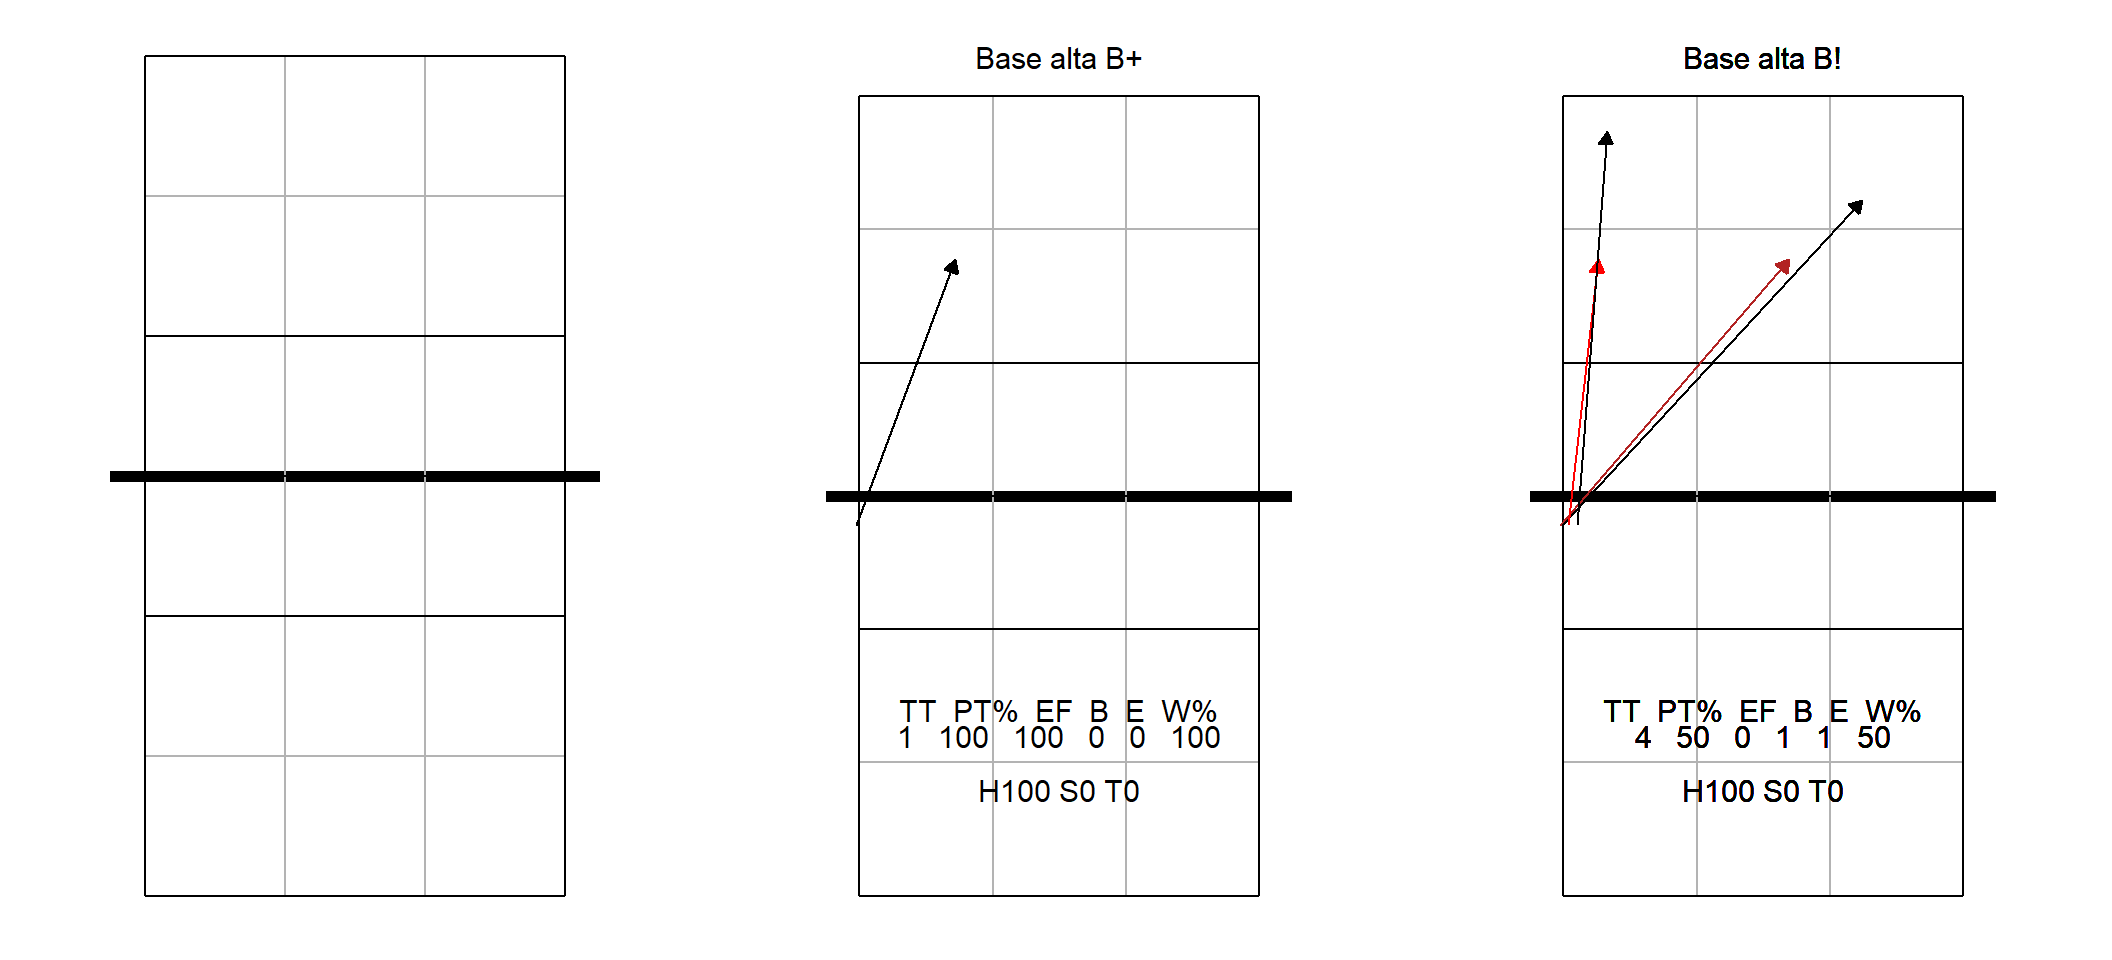 Base alta B+
TT PT% EF B E W%
1 100 100 0 0 100
H100 S0 T0
Base alta B!
TT PT% EF B E W%
4 50 0 1 1 50
H100 S0 T0